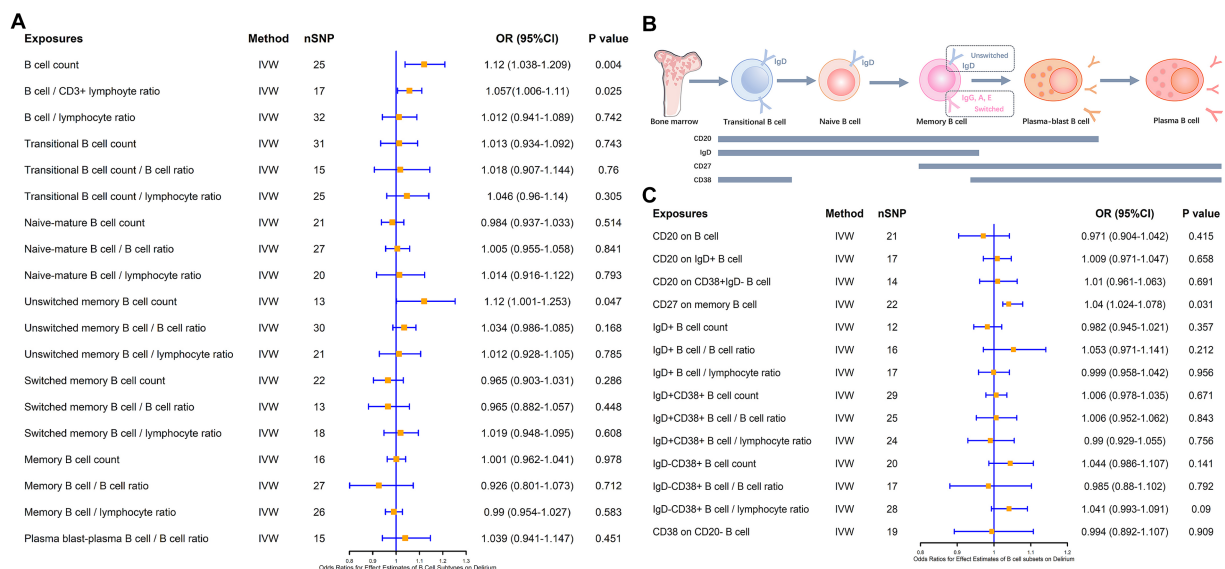 A
Exposures Method nSNP OR (95%CI) P value
B cell count IVW 25 1.12 (1.038-1.209) 0.004
B cell / CD3+ lymphoyte ratio IVW 17 1.057(1.006-1.11) 0.025
B cell / lymphocyte ratio IVW 32 1.012 (0.941-1.089) 0.742
Transitional B cell count IVW 31 1.013 (0.934-1.092) 0.743
Transitional B cell count / B cell ratio IVW 15 1.018 (0.907-1.144) 0.76
Transitional B cell count / lymphocyte ratio IVW 25 1.046 (0.96-1.14) 0.305
Naive-mature B cell count IVW 21 0.984 (0.937-1.033) 0.514
Naive-mature B cell / B cell ratio IVW 27 1.005 (0.955-1.058) 0.841
Naive-mature B cell / lymphocyte ratio IVW 20 1.014 (0.916-1.122) 0.793
Unswitched memory B cell count IVW 13 1.12 (1.001-1.253) 0.047
Unswitched memory B cell / B cell ratio IVW 30 1.034 (0.986-1.085) 0.168
Unswitched memory B cell / lymphocyte ratio IVW 21 1.012 (0.928-1.105) 0.785
Switched memory B cell count IVW 22 0.965 (0.903-1.031) 0.286
Switched memory B cell / B cell ratio IVW 13 0.965 (0.882-1.057) 0.448
Switched memory B cell / lymphocyte ratio IVW 18 1.019 (0.948-1.095) 0.608
Memory B cell count IVW 16 1.001 (0.962-1.041) 0.978
Memory B cell / B cell ratio IVW 27 0.926 (0.801-1.073) 0.712
Memory B cell / lymphocyte ratio IVW 26 0.99 (0.954-1.027) 0.583
Plasma blast-plasma B cell / B cell ratio IVW 15 1.039 (0.941-1.147) 0.451
0.8 0.9 1 1.1 1.2 1.3
Odds Ratios for Effect Estimates of B Cell Subtypes on Delirium
B
IgD IgD Unswitched
IgD
IgG, A, E
Switched
Bone marrow Transitional B cell Naive B cell Memory B cell Plasma-blast B cell Plasma B cell
CD20
IgD
CD27
CD38
C
Exposures Method nSNP OR (95%CI) P value
CD20 on B cell IVW 21 0.971 (0.904-1.042) 0.415
CD20 on IgD+ B cell IVW 17 1.009 (0.971-1.047) 0.658
CD20 on CD38+IgD- B cell IVW 14 1.01 (0.961-1.063) 0.691
CD27 on memory B cell IVW 22 1.04 (1.024-1.078) 0.031
IgD+ B cell count IVW 12 0.982 (0.945-1.021) 0.357
IgD+ B cell / B cell ratio IVW 16 1.053 (0.971-1.141) 0.212
IgD+ B cell / lymphocyte ratio IVW 17 0.999 (0.958-1.042) 0.956
IgD+CD38+ B cell count IVW 29 1.006 (0.978-1.035) 0.671
IgD+CD38+ B cell / B cell ratio IVW 25 1.006 (0.952-1.062) 0.843
IgD+CD38+ B cell / lymphocyte ratio IVW 24 0.99 (0.929-1.055) 0.756
IgD-CD38+ B cell count IVW 20 1.044 (0.986-1.107) 0.141
IgD-CD38+ B cell / B cell ratio IVW 17 0.985 (0.88-1.102) 0.792
IgD-CD38+ B cell / lymphocyte ratio IVW 28 1.041 (0.993-1.091) 0.09
CD38 on CD20- B cell IVW 19 0.994 (0.892-1.107) 0.909
0.8 0.9 1 1.1 1.2
Odds Ratios for Effect Estimates of B cell subsets on Delirium